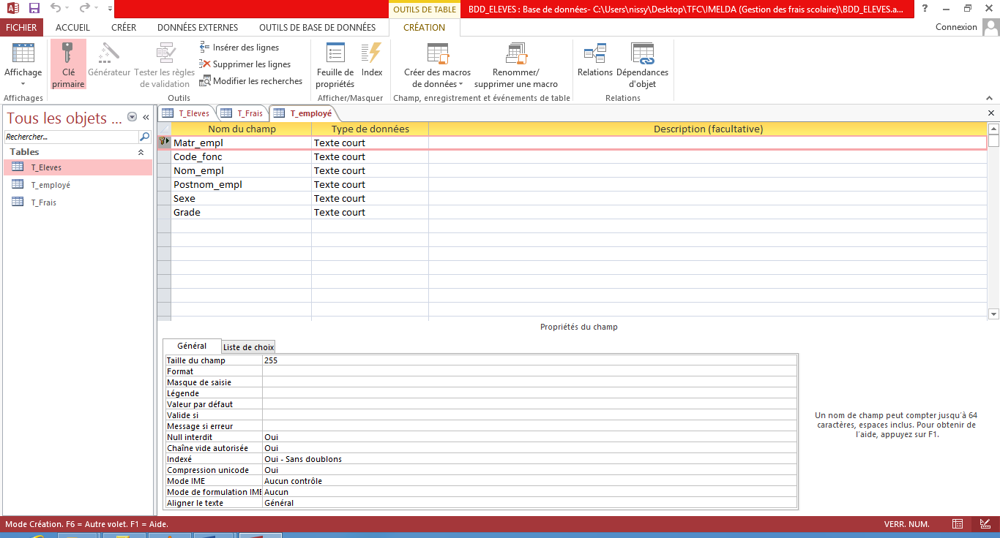 OUTILS DE TABLE
BDD_ELEVES : Base de données- C:\Users\nissy\Desktop\TFC\IMELDA (Gestion des frais scolaire)\BDD_ELEVES.a...
?
FICHIER
ACCUEIL
CRÉER
DONNÉES EXTERNES
OUTILS DE BASE DE DONNÉES
CRÉATION
Connexion
Affichage
Clé primaire
Générateur
Tester les règles de validation
Insérer des lignes
Supprimer les lignes
Modifier les recherches
Feuille de propriétés
Index
Créer des macros de données
Renommer/ supprimer une macro
Relations
Dépendances d'objet
Affichages
Outils
Afficher/Masquer
Champ, enregistrement et événements de table
Relations
Tous les objets ...
Rechercher...
Tables
T_Eleves
T_employé
T_Frais
T_Eleves
T_Frais
T_employé
Nom du champ Type de données Description (facultative)
Matr_empl Texte court
Code_fonc Texte court
Nom_empl Texte court
Postnom_empl Texte court
Sexe Texte court
Grade Texte court
Propriétés du champ
Général
Liste de choix
Taille du champ 255
Format
Masque de saisie
Légende
Valeur par défaut
Valide si
Message si erreur
Null interdit Oui
Chaîne vide autorisée Oui
Indexé Oui - Sans doublons
Compression unicode Oui
Mode IME Aucun contrôle
Mode de formulation IME Aucun
Aligner le texte Général
Un nom de champ peut compter jusqu'à 64
caractères, espaces inclus. Pour obtenir de
l'aide, appuyez sur F1.
Mode Création. F6 = Autre volet. F1 = Aide.
VERR. NUM.